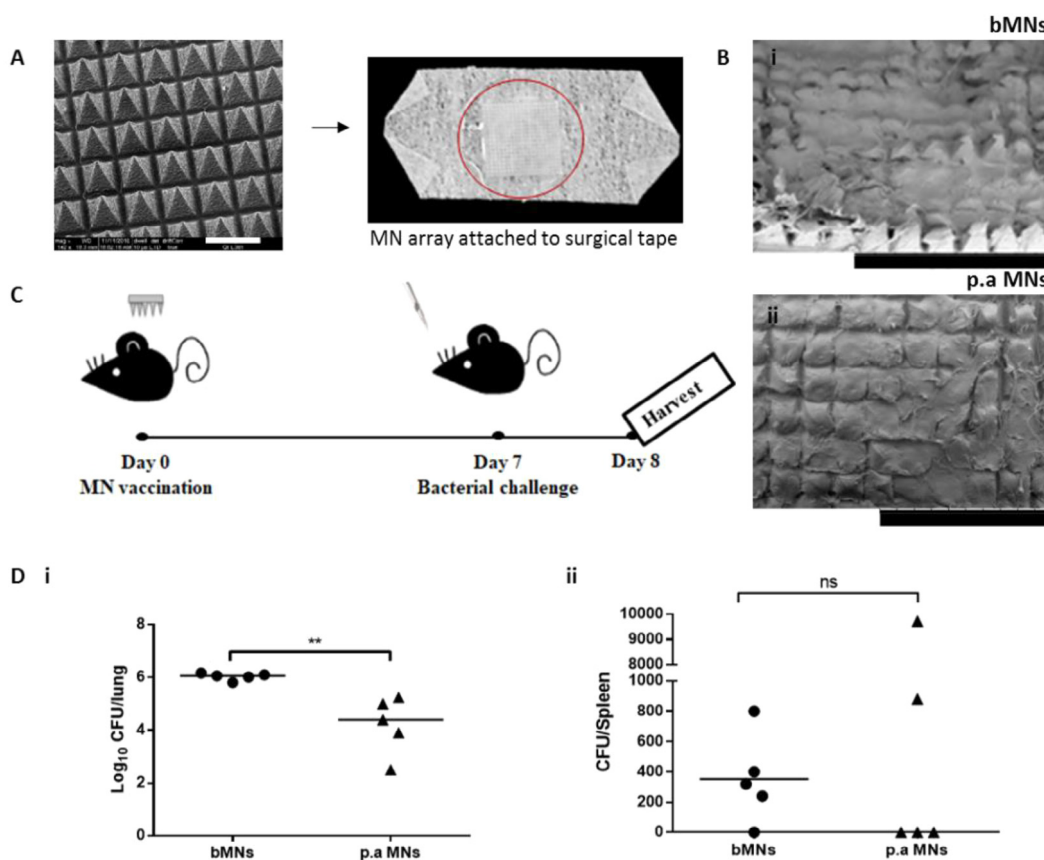 A
MN array attached to surgical tape
B
bMNs
i
p.a MNs
ii
C
Harvest
Day 0
MN vaccination
Day 7
Bacterial challenge
Day 8
D i
8
6
4
2
0
Log10 CFU/lung
**
bMNs
p.a MNs
ii
ns
10000
9000
8000
1000
800
600
400
200
0
CFU/Spleen
bMNs
p.a MNs